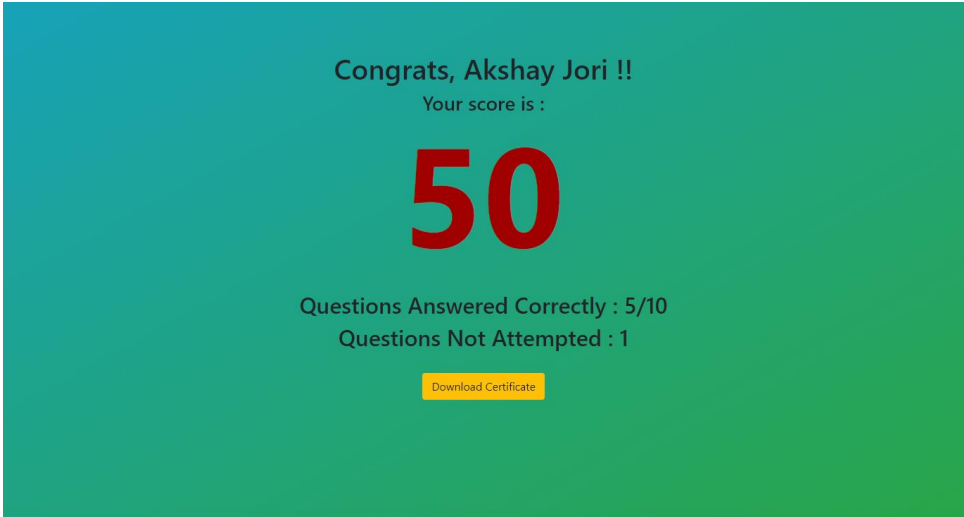 Congrats, Akshay Jori !!
Your score is :
50
Questions Answered Correctly : 5/10
Questions Not Attempted : 1
Download Certificate